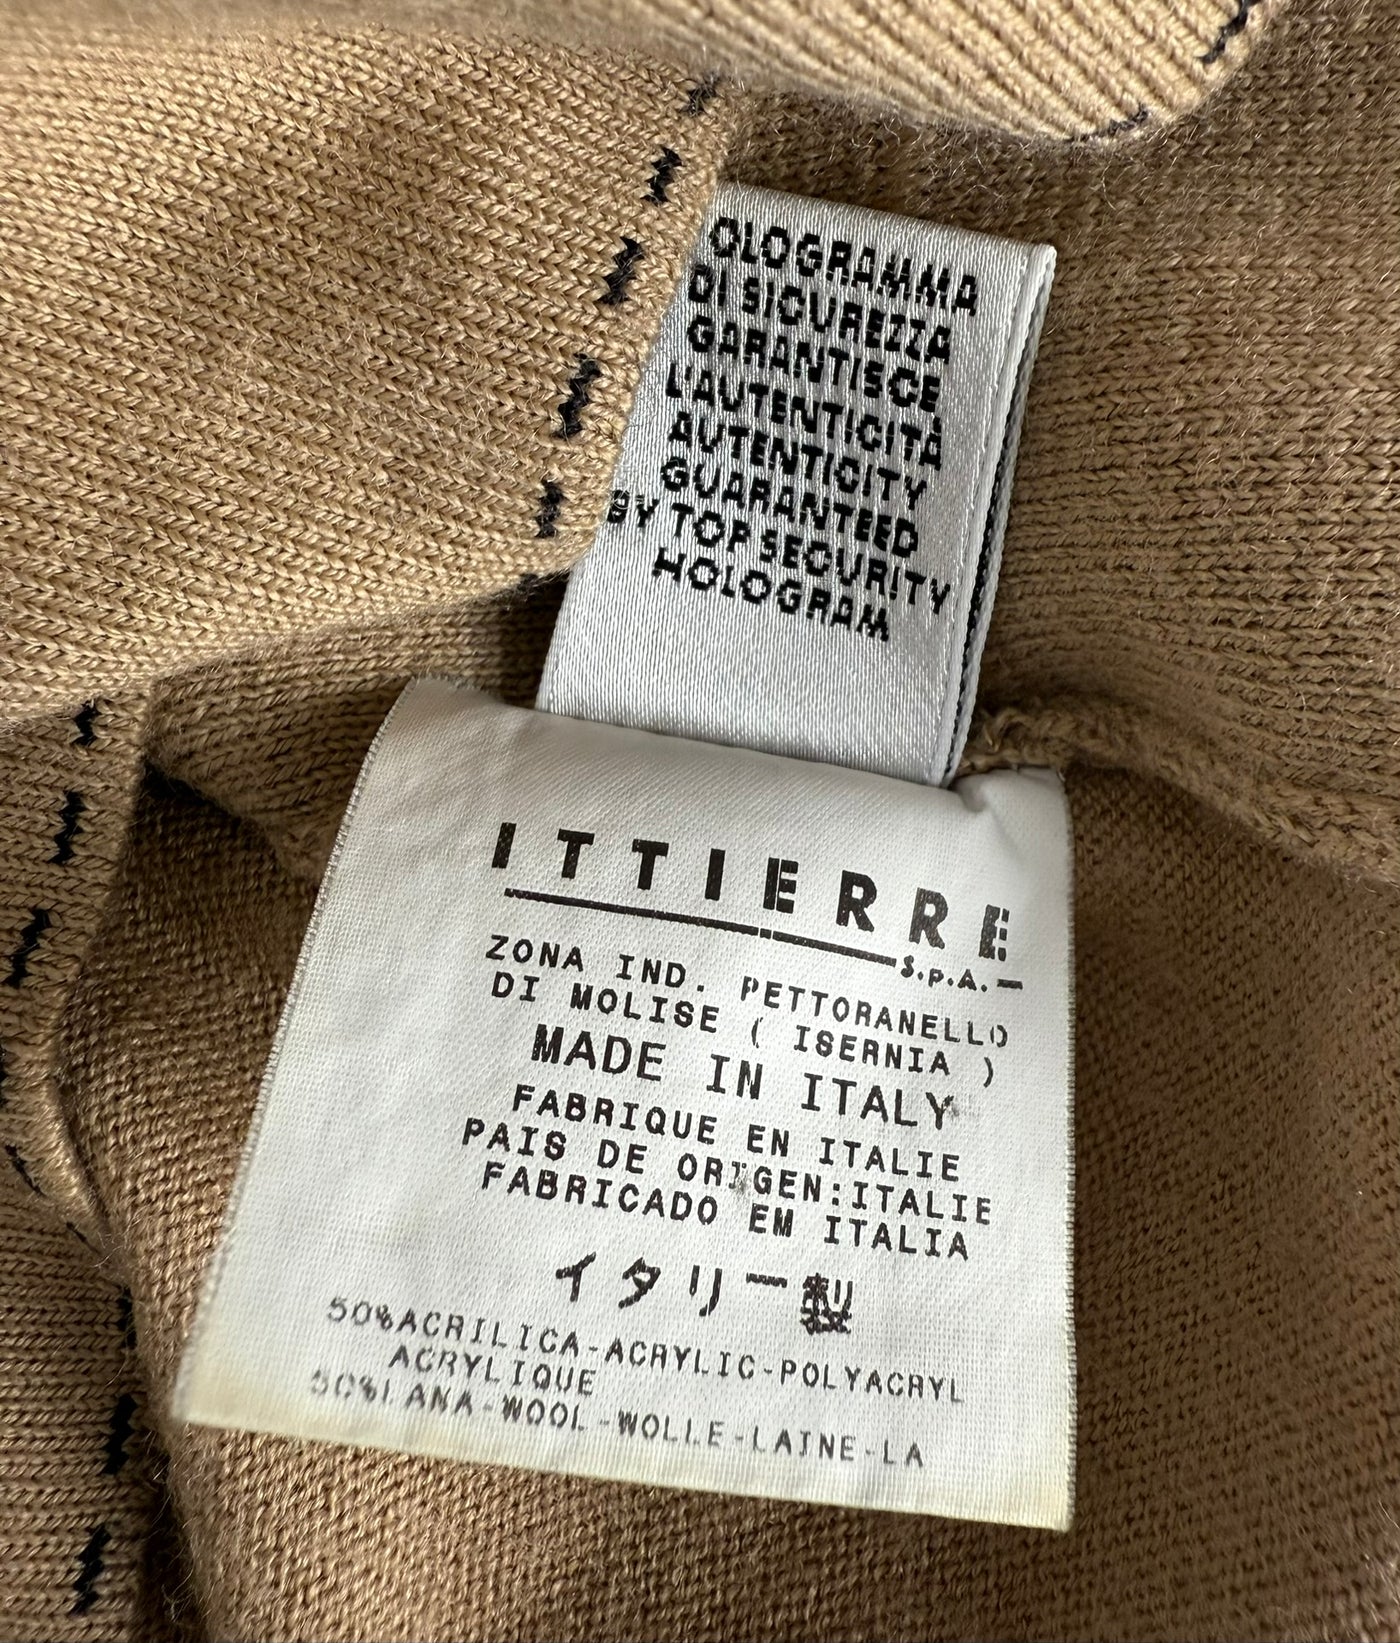 OLOGRAMMA
DI SICUREZZA
GARANTISCE
L'AUTENTICITÀ
AUTENTICITY
GUARANTEED
BY TOP SECURITY
HOLOGRAM
ITTIERRE
S.p.A.
ZONA IND. PETTORANELLO
DI MOLISE ( ISERNIA )
MADE IN ITALY
FABRIQUE EN ITALIE
PAIS DE ORIGEN:ITALIE
FABRICADO EM ITALIA
イタリー製
50%ACRILICA-ACRYLIC-POLYACRYL
ACRYLIQUE
50%LANA-WOOL-WOLLE-LAINE-LA